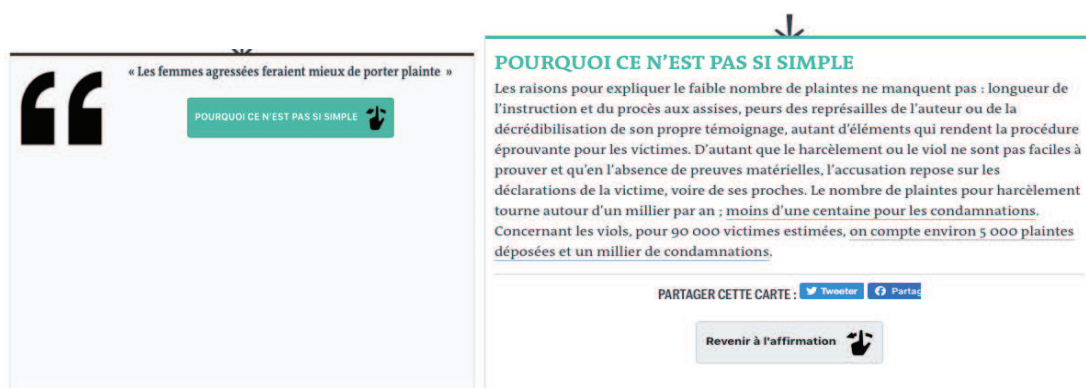 « Les femmes agressées feraient mieux de porter plainte »
POURQUOI CE N'EST PAS SI SIMPLE
POURQUOI CE N'EST PAS SI SIMPLE
Les raisons pour expliquer le faible nombre de plaintes ne manquent pas : longueur de
l'instruction et du procès aux assises, peurs des représailles de l'auteur ou de la
décrédibilisation de son propre témoignage, autant d'éléments qui rendent la procédure
éprouvante pour les victimes. D'autant que le harcèlement ou le viol ne sont pas faciles à
prouver et qu'en l'absence de preuves matérielles, l'accusation repose sur les
déclarations de la victime, voire de ses proches. Le nombre de plaintes pour harcèlement
tourne autour d'un millier par an ; moins d'une centaine pour les condamnations.
Concernant les viols, pour 90 000 victimes estimées, on compte environ 5 000 plaintes
déposées et un millier de condamnations.
PARTAGER CETTE CARTE : Tweeter Partag
Revenir à l'affirmation